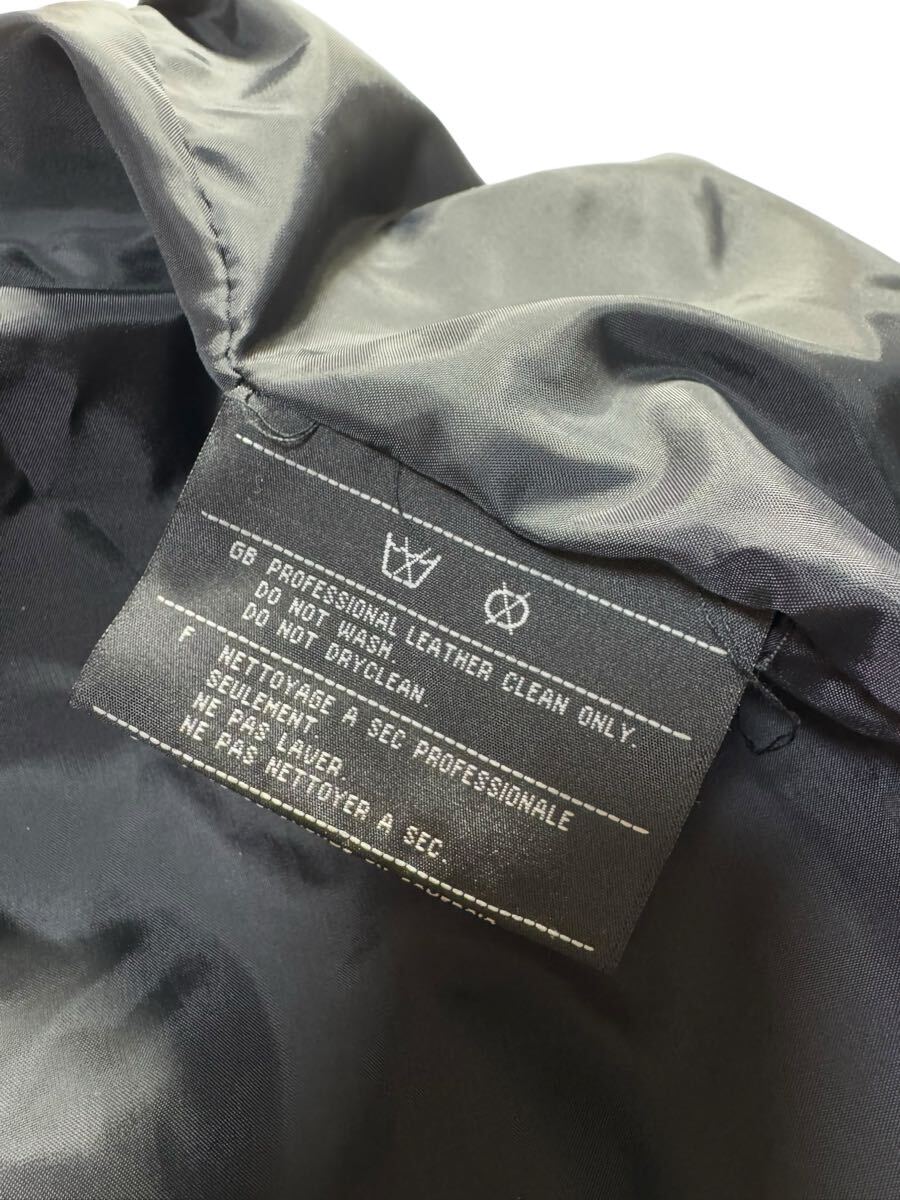 GB PROFESSIONAL LEATHER CLEAN ONLY.
DO NOT WASH.
DO NOT DRYCLEAN.
F NETTOYAGE A SEC PROFESSIONALE
SEULEMENT.
NE PAS LAVER.
NE PAS NETTOYER A SEC.